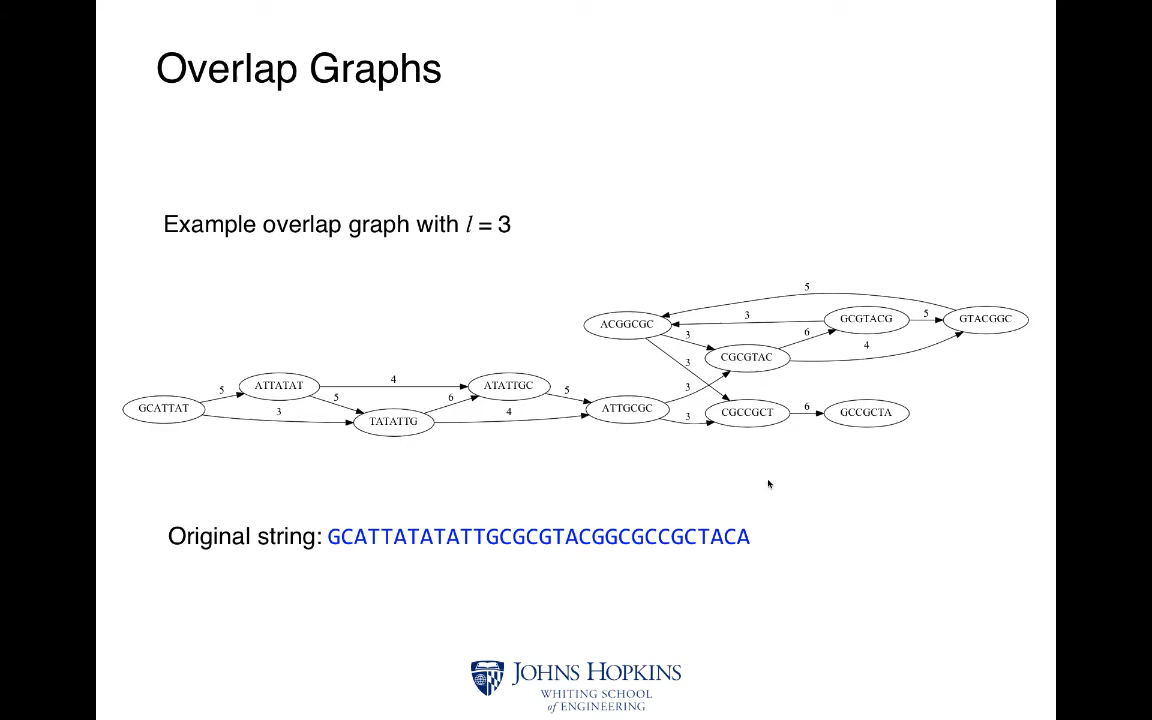 Overlap Graphs
Example overlap graph with l = 3
5
ACGGCGC
3
GCGTACG
5
GTACGGC
3
6
CGCGTAC
4
3
ATTATAT
4
ATATTGC
5
5
5
6
3
GCATTAT
3
TATATTG
4
ATTGCGC
3
CGCCGCT
6
GCCGCTA
Original string: GCATTATATATTGCGCGTACGGCGCCGCTACA
JOHNS HOPKINS
WHITING SCHOOL
of ENGINEERING